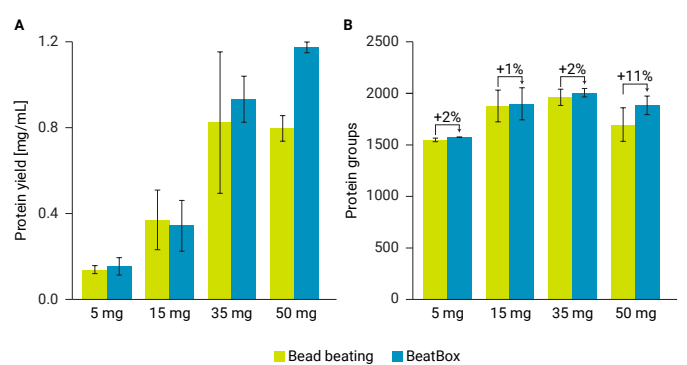 A
Protein yield [mg/mL]
1.2
0.8
0.4
0.0
5 mg 15 mg 35 mg 50 mg
B
Protein groups
2500
2000
1500
1000
500
0
+2% +1% +2% +11%
5 mg 15 mg 35 mg 50 mg
Bead beating BeatBox